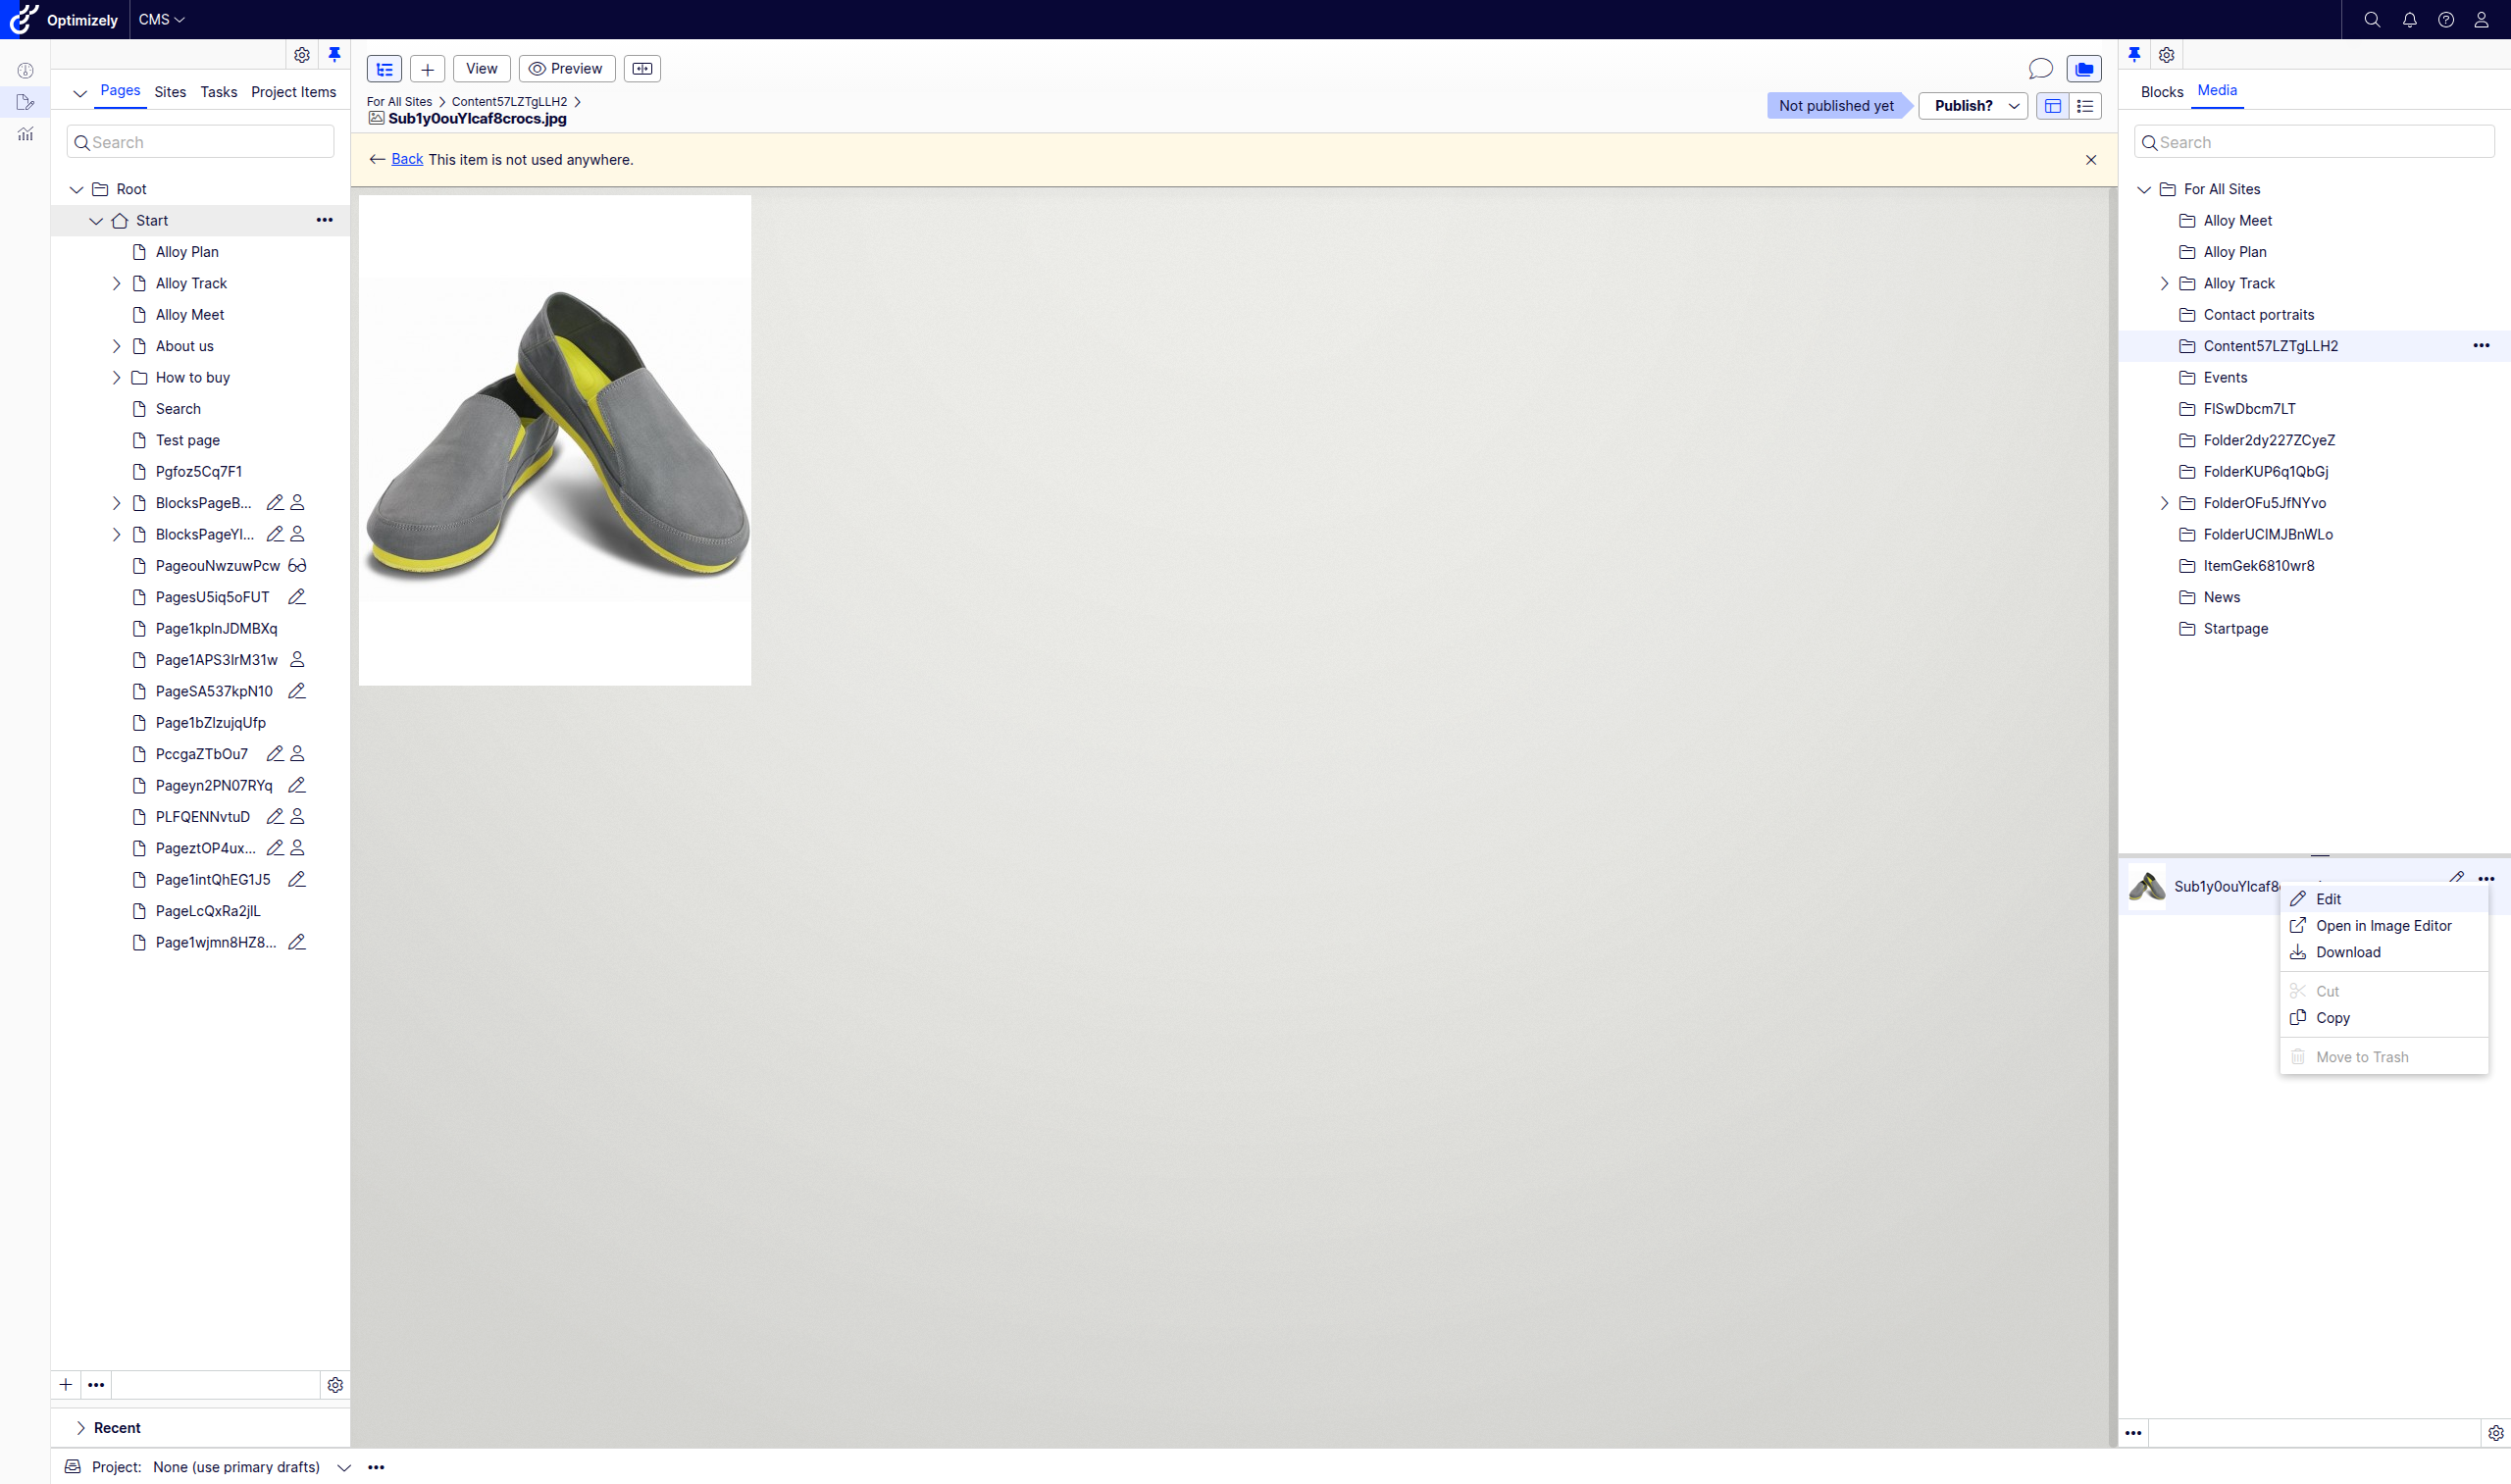 Optimizely CMS
Pages Sites Tasks Project Items
Search
Root
Start
Alloy Plan
Alloy Track
Alloy Meet
About us
How to buy
Search
Test page
Pgfoz5Cq7F1
BlocksPageB...
BlocksPageYI...
PageouNwzuwPcw
PagesU5iq5oFUT
Page1kpInJDMBXq
Page1APS3IrM31w
PageSA537kpN10
Page1bZIzujqUfp
PccgaZTbOu7
Pageyn2PN07RYq
PLFQENNvtuD
PageztOP4ux...
Page1intQhEG1J5
PageLcQxRa2jIL
Page1wjmn8HZ8...
Recent
Project: None (use primary drafts)
View Preview
For All Sites > Content57LZTgLLH2 >
Sub1y0ouYlcaf8crocs.jpg
Not published yet Publish?
Back This item is not used anywhere.
Blocks Media
Search
For All Sites
Alloy Meet
Alloy Plan
Alloy Track
Contact portraits
Content57LZTgLLH2
Events
FISwDbcm7LT
Folder2dy227ZCyeZ
FolderKUP6q1QbGj
FolderOFu5JfNYvo
FolderUCIMJBnWLo
ItemGek6810wr8
News
Startpage
Sub1y0ouYlcaf8
Edit
Open in Image Editor
Download
Cut
Copy
Move to Trash